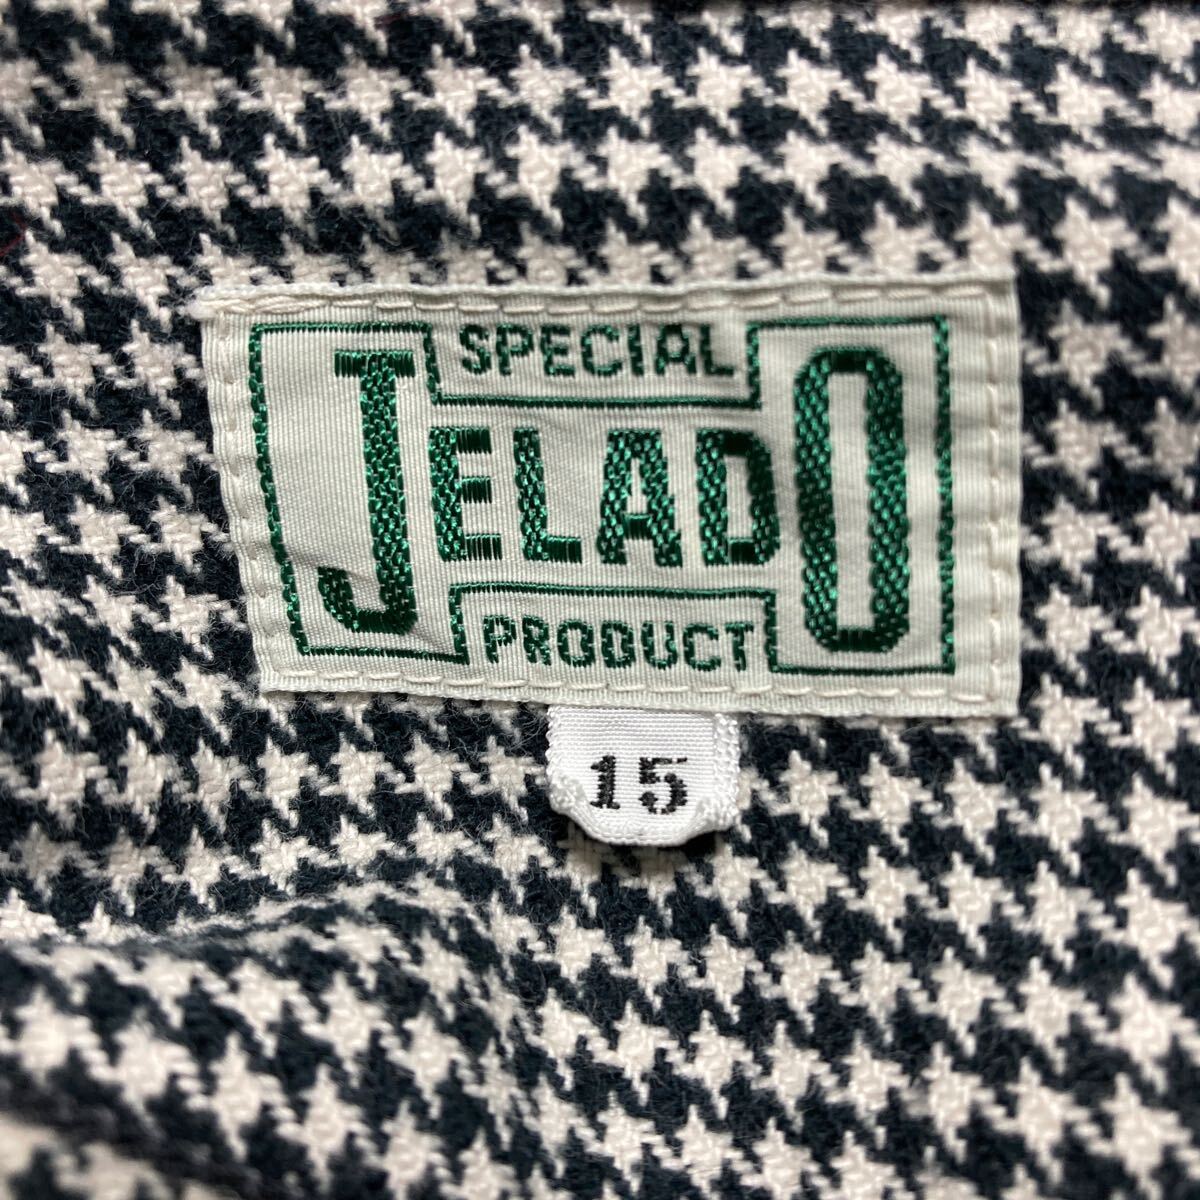 SPECIAL
JELADO
PRODUCT
15